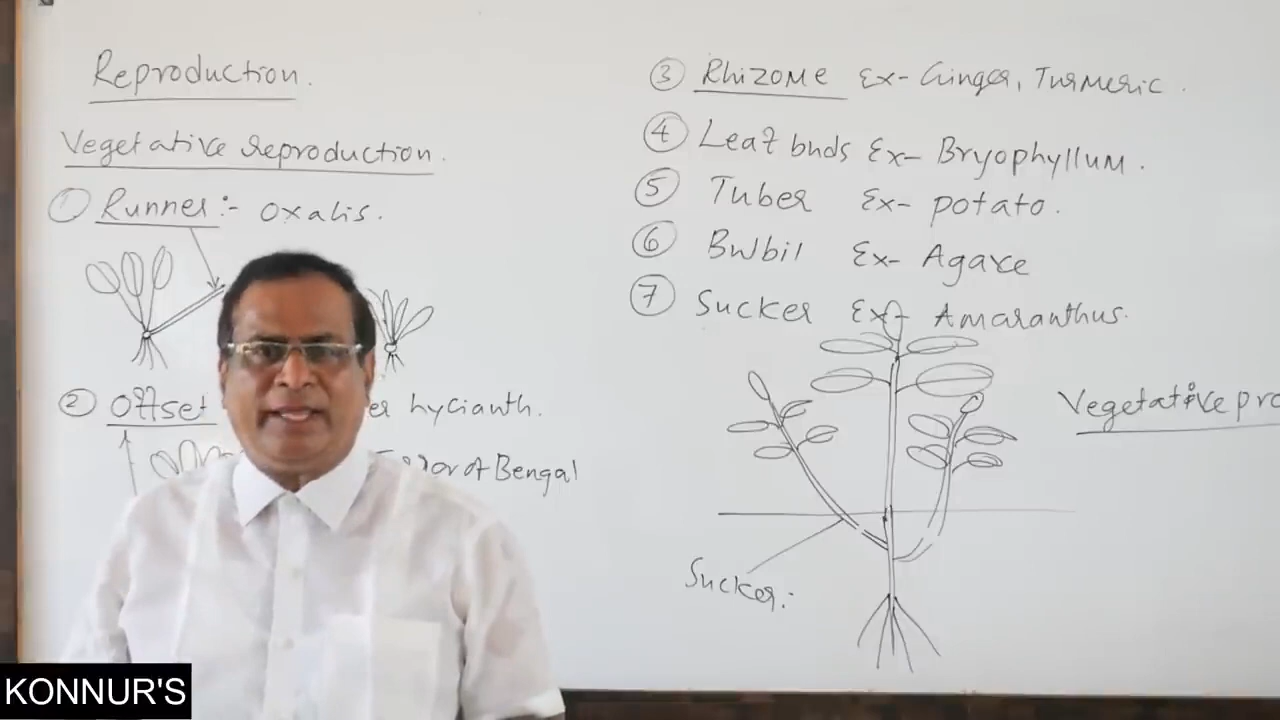 Reproduction.
Vegetative reproduction.
① Runner :- oxalis.
② Offset hycianth.
of Bengal
③ Rhizome Ex- Ginger, Turmeric.
④ Leaf buds Ex- Bryophyllum.
⑤ Tuber Ex- potato.
⑥ Bulbil Ex- Agave
⑦ Sucker Ex- Amaranthus.
Sucker:
Vegetative pro
KONNUR'S